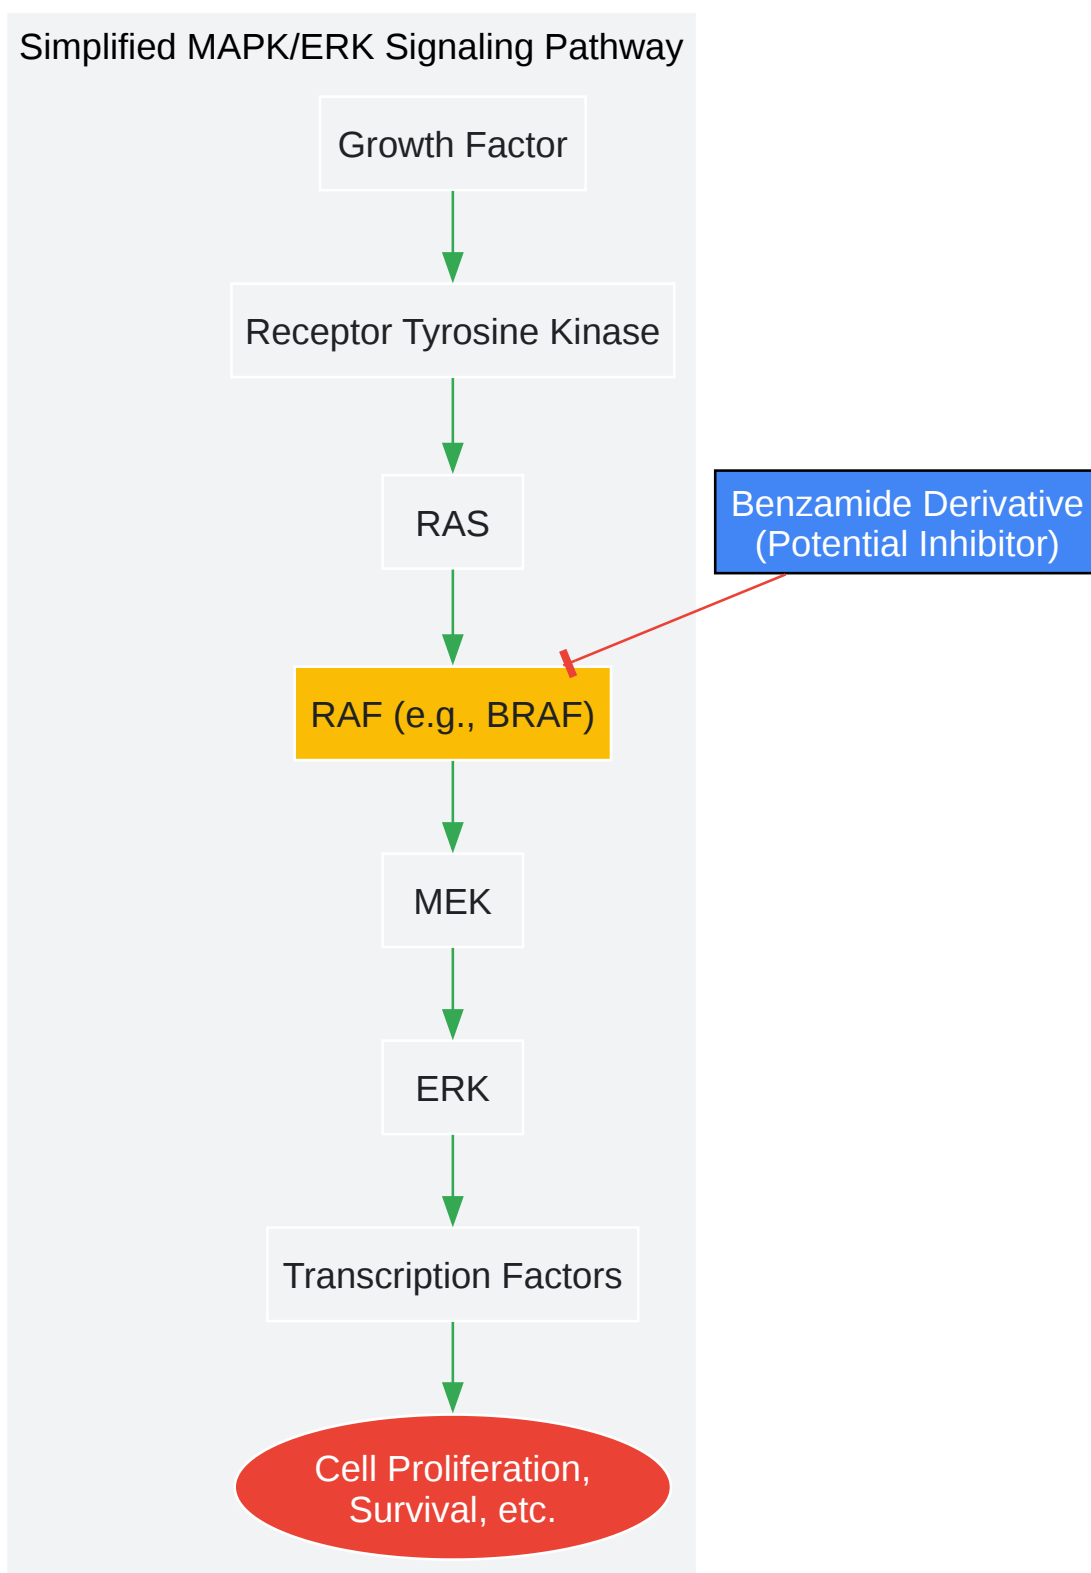 Simplified MAPK/ERK Signaling Pathway
Growth Factor
Receptor Tyrosine Kinase
RAS
Benzamide Derivative
(Potential Inhibitor)
RAF (e.g., BRAF)
MEK
ERK
Transcription Factors
Cell Proliferation,
Survival, etc.